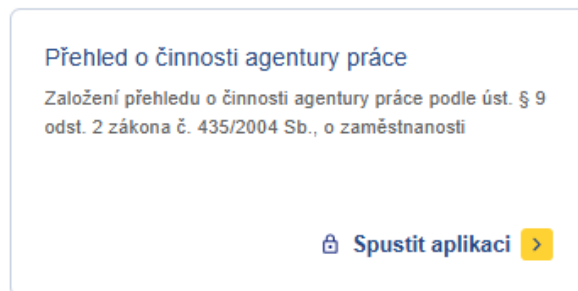 Přehled o činnosti agentury práce
Založení přehledu o činnosti agentury práce podle úst. § 9
odst. 2 zákona č. 435/2004 Sb., o zaměstnanosti
Spustit aplikaci